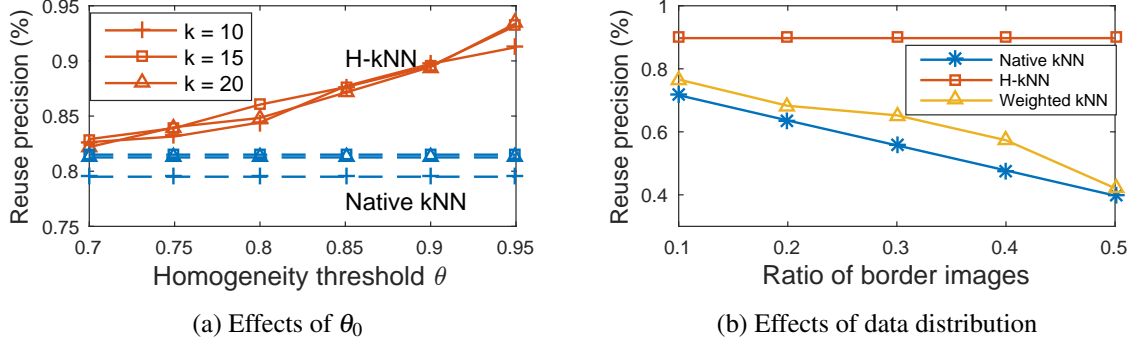 Reuse precision (%)
0.95
0.9
0.85
0.8
0.75
k = 10
k = 15
k = 20
H-kNN
Native kNN
0.7 0.75 0.8 0.85 0.9 0.95
Homogeneity threshold θ
(a) Effects of θ₀
Reuse precision (%)
1
0.8
0.6
0.4
Native kNN
H-kNN
Weighted kNN
0.1 0.2 0.3 0.4 0.5
Ratio of border images
(b) Effects of data distribution